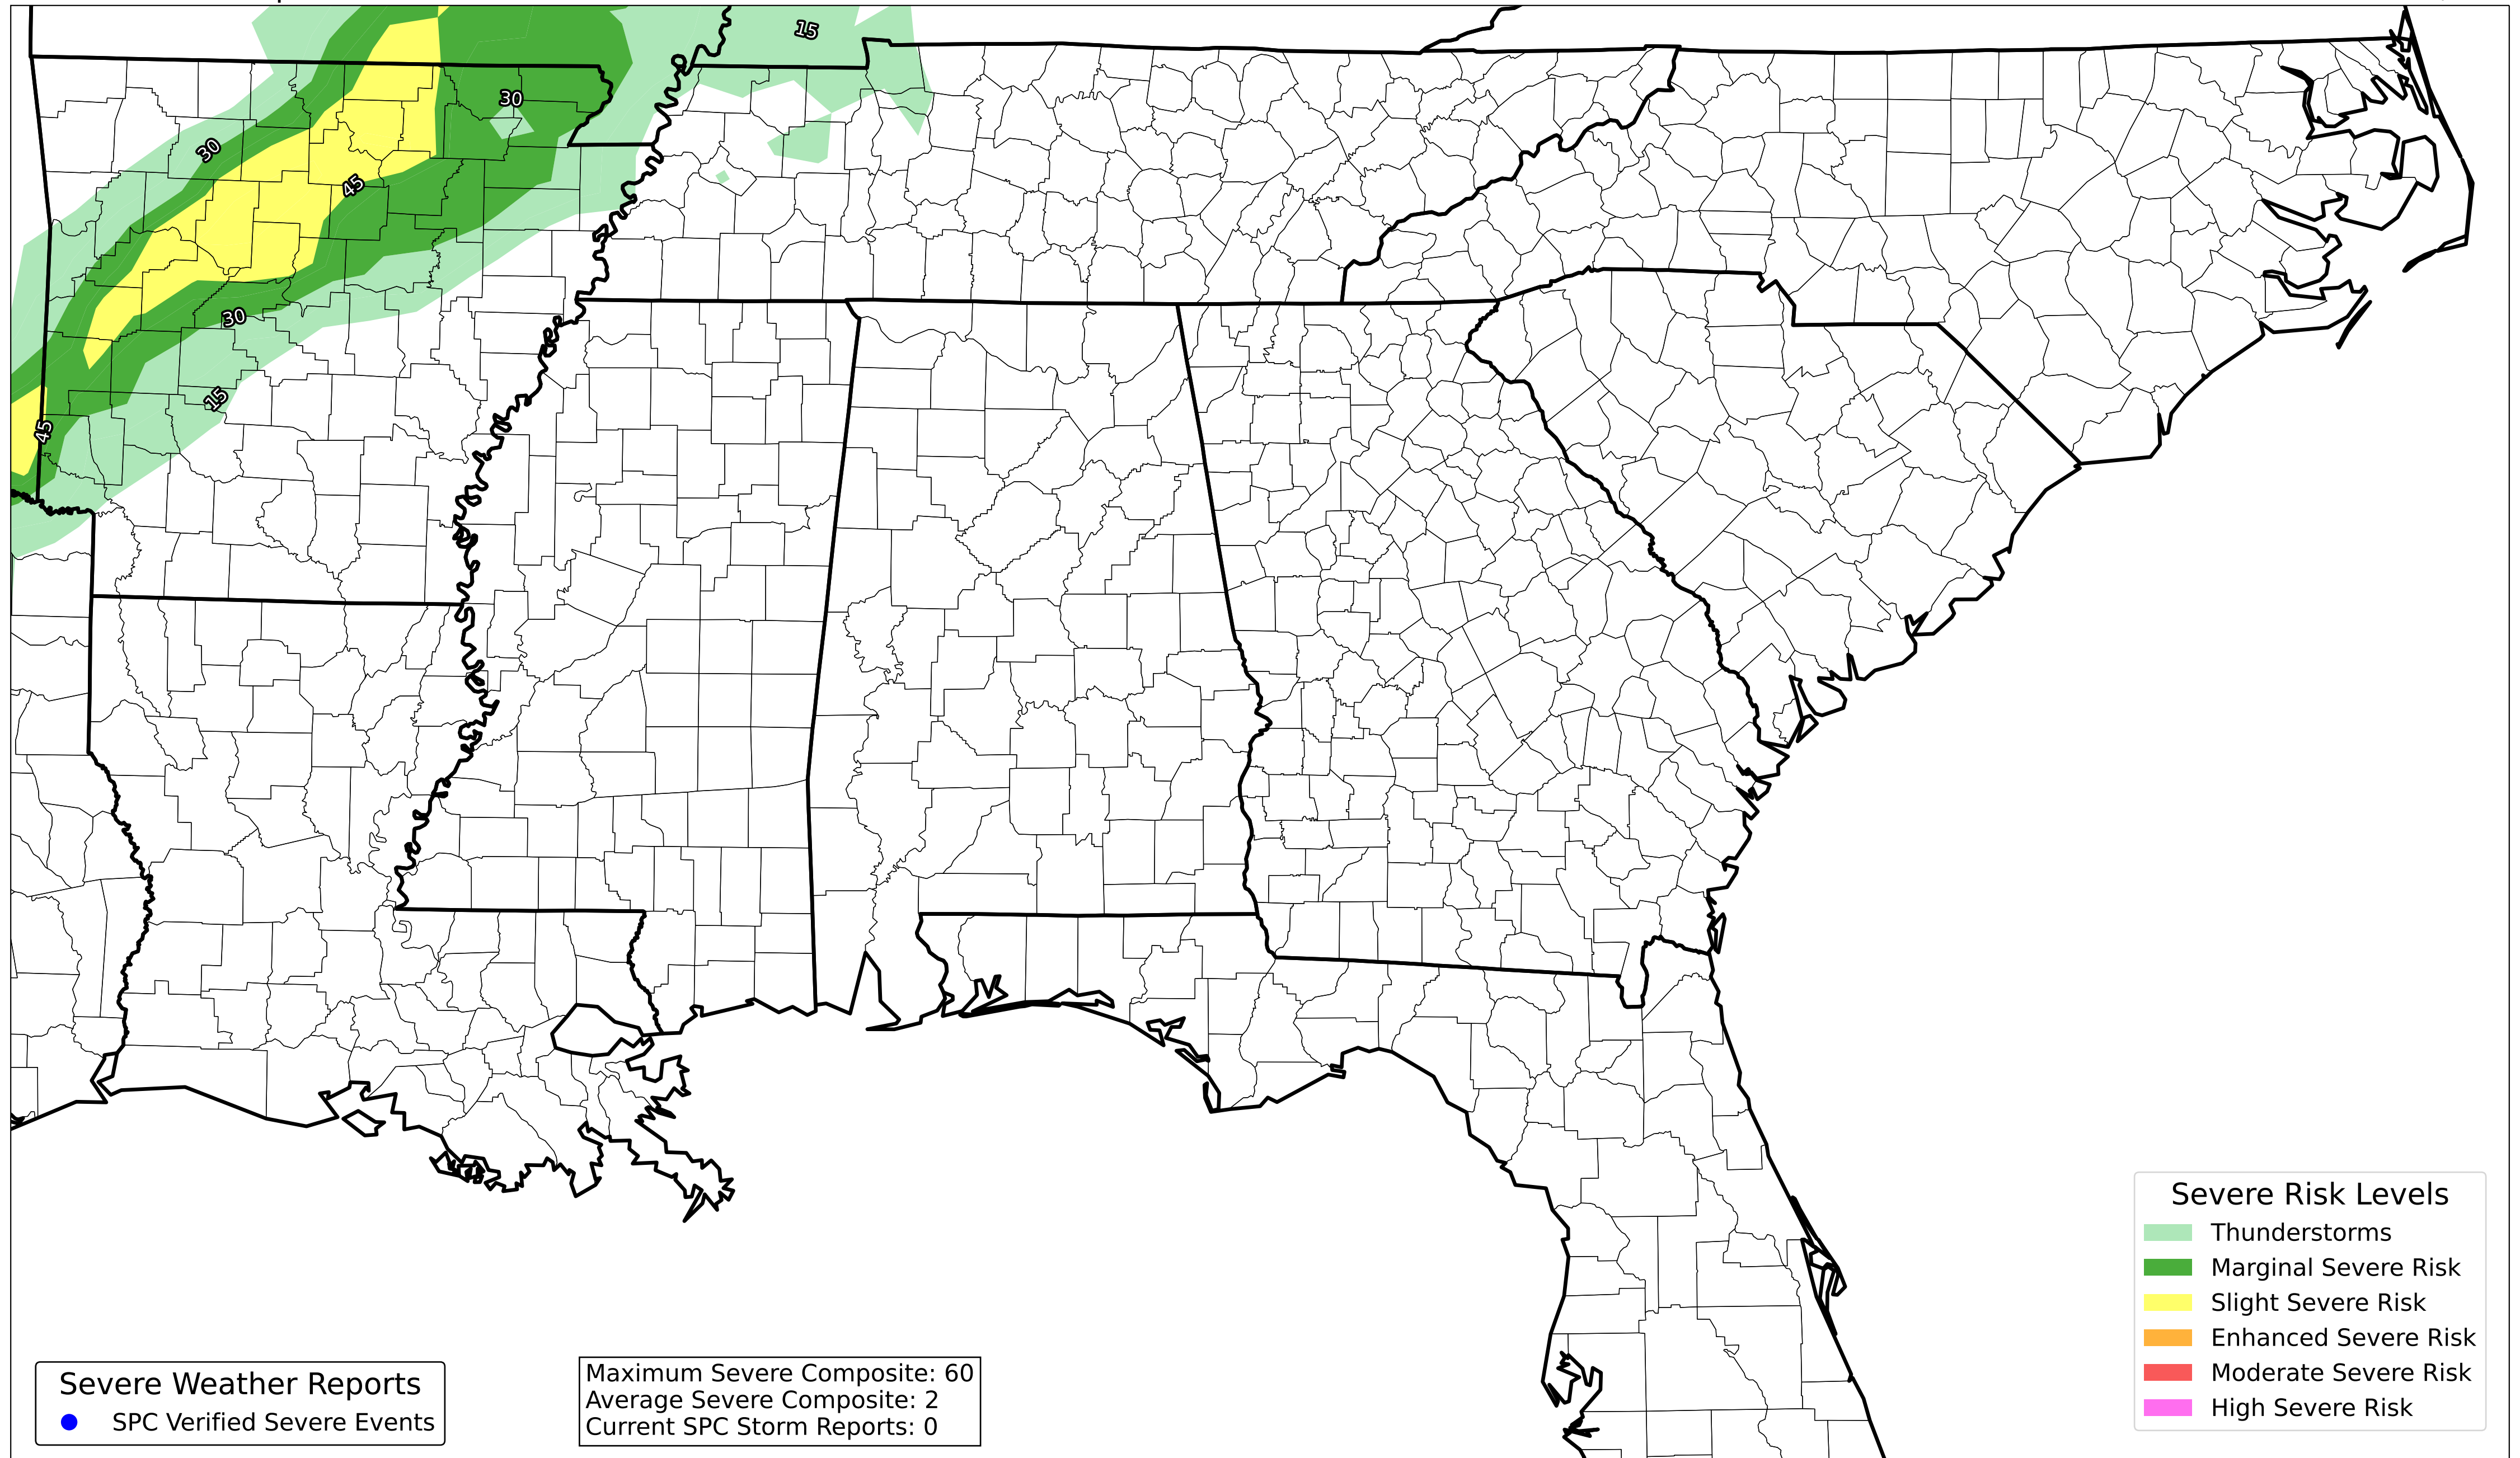 15
30
30
45
30
15
45
Severe Risk Levels
Thunderstorms
Marginal Severe Risk
Slight Severe Risk
Enhanced Severe Risk
Moderate Severe Risk
High Severe Risk
Severe Weather Reports
SPC Verified Severe Events
Maximum Severe Composite: 60
Average Severe Composite: 2
Current SPC Storm Reports: 0